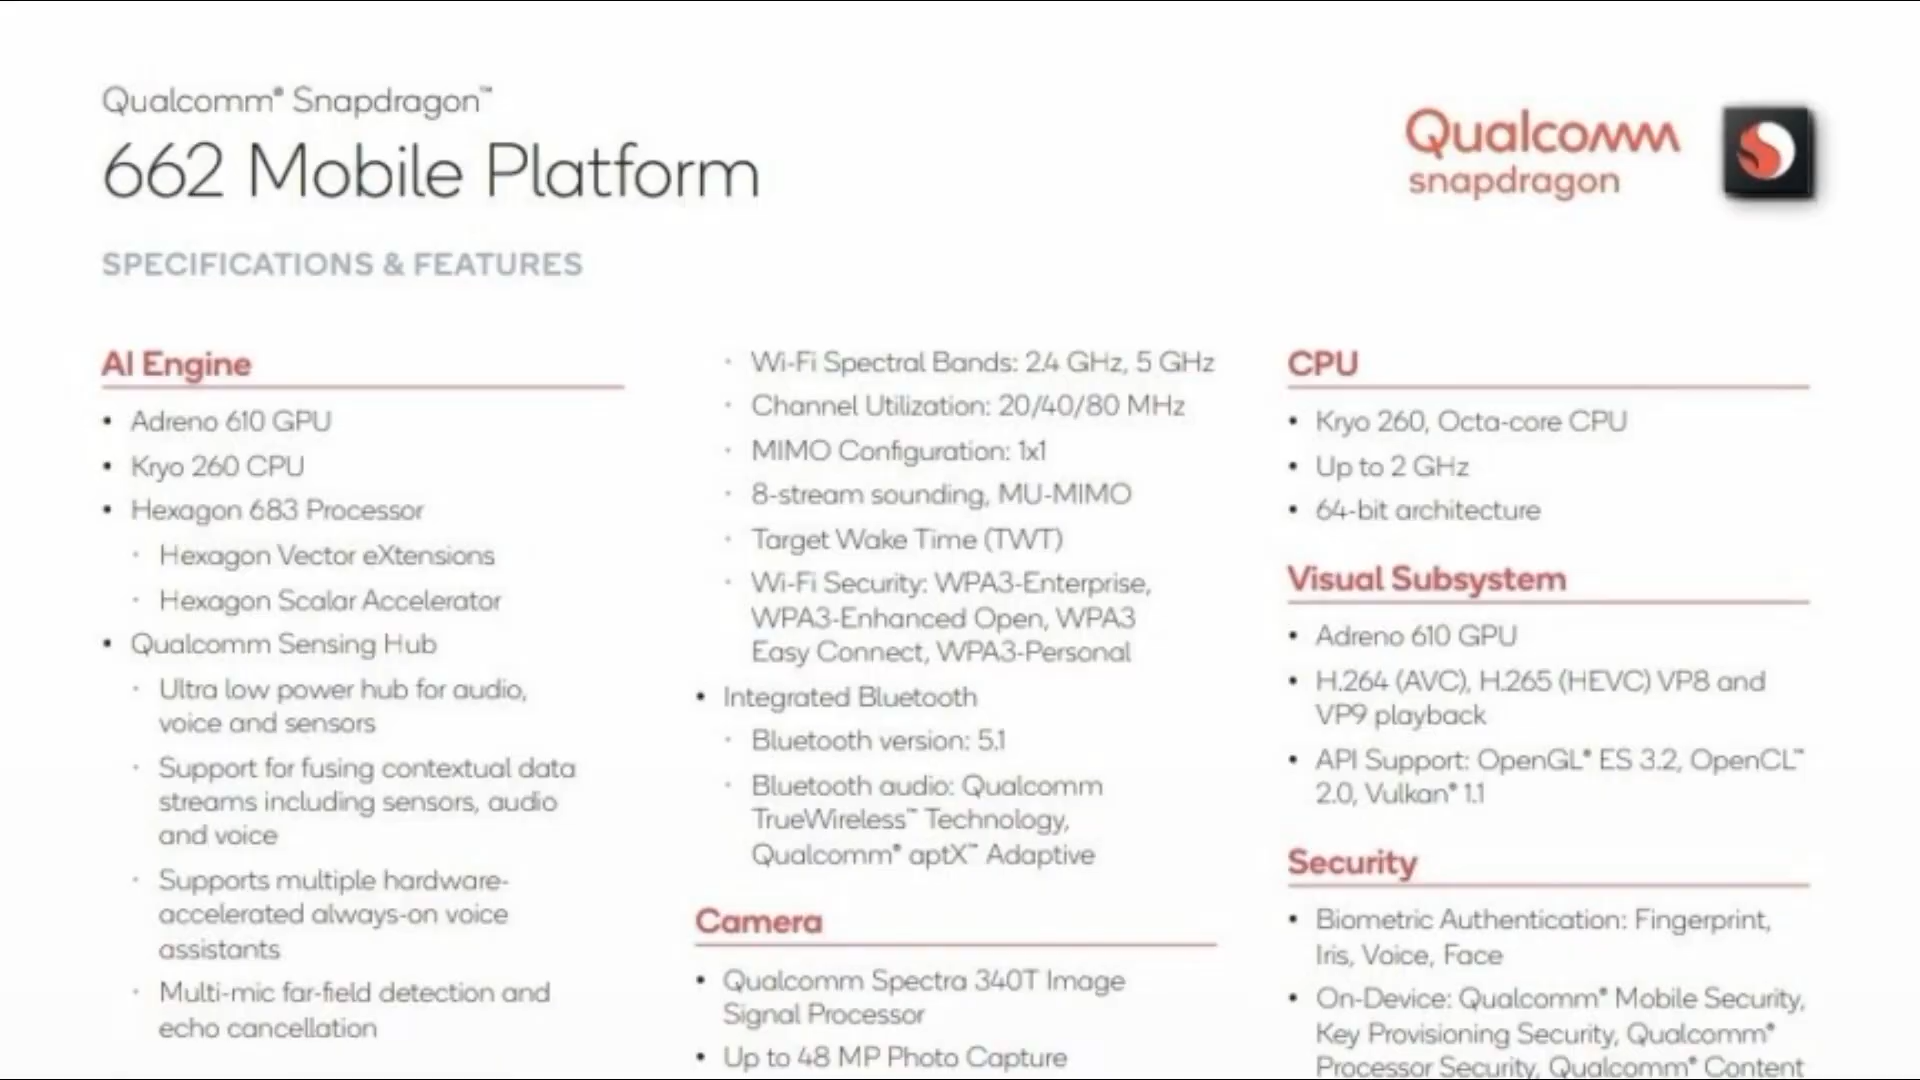 Qualcomm® Snapdragon™
662 Mobile Platform
Qualcomm
snapdragon
SPECIFICATIONS & FEATURES
AI Engine
• Adreno 610 GPU
• Kryo 260 CPU
• Hexagon 683 Processor
· Hexagon Vector eXtensions
· Hexagon Scalar Accelerator
• Qualcomm Sensing Hub
· Ultra low power hub for audio,
voice and sensors
· Support for fusing contextual data
streams including sensors, audio
and voice
· Supports multiple hardware-
accelerated always-on voice
assistants
· Multi-mic far-field detection and
echo cancellation
· Wi-Fi Spectral Bands: 2.4 GHz, 5 GHz
· Channel Utilization: 20/40/80 MHz
· MIMO Configuration: 1x1
· 8-stream sounding, MU-MIMO
· Target Wake Time (TWT)
· Wi-Fi Security: WPA3-Enterprise,
WPA3-Enhanced Open, WPA3
Easy Connect, WPA3-Personal
• Integrated Bluetooth
· Bluetooth version: 5.1
· Bluetooth audio: Qualcomm
TrueWireless™ Technology,
Qualcomm® aptX™ Adaptive
Camera
• Qualcomm Spectra 340T Image
Signal Processor
• Up to 48 MP Photo Capture
CPU
• Kryo 260, Octa-core CPU
• Up to 2 GHz
• 64-bit architecture
Visual Subsystem
• Adreno 610 GPU
• H.264 (AVC), H.265 (HEVC) VP8 and
VP9 playback
• API Support: OpenGL® ES 3.2, OpenCL™
2.0, Vulkan® 1.1
Security
• Biometric Authentication: Fingerprint,
Iris, Voice, Face
• On-Device: Qualcomm® Mobile Security,
Key Provisioning Security, Qualcomm®
Processor Security, Qualcomm® Content